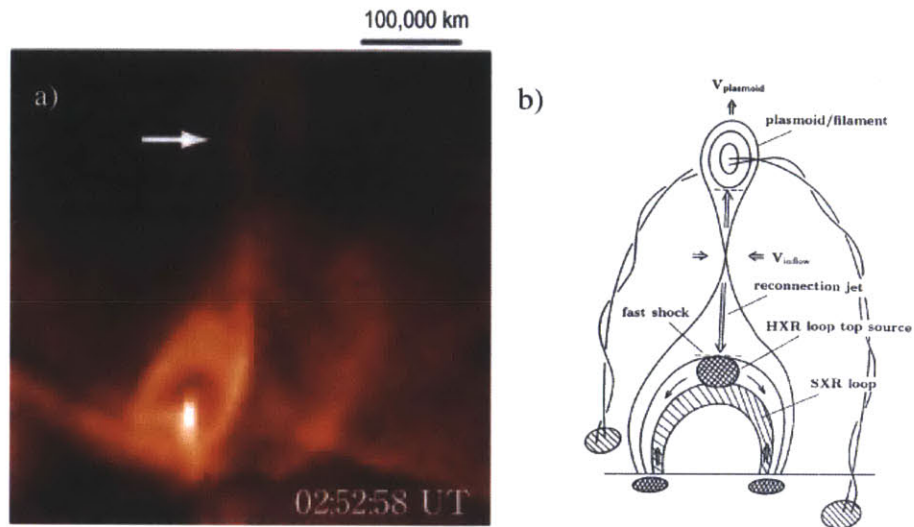 100,000 km
a)
02:52:58 UT
b)
Vplasmoid
plasmoid/filament
Vinflow
reconnection jet
fast shock
HXR loop top source
SXR loop